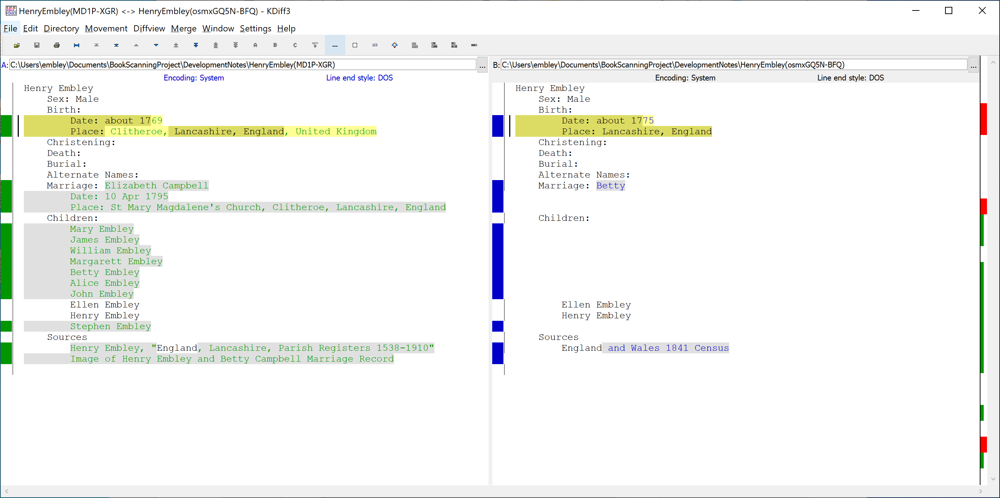 HenryEmbley(MD1P-XGR) <-> HenryEmbley(osmxGQ5N-BFQ) - KDiff3
File Edit Directory Movement Diffview Merge Window Settings Help
A B C AUTO --- 123
A: C:\Users\embley\Documents\BookScanningProject\DevelopmentNotes\HenryEmbley(MD1P-XGR) ...
Encoding: System Line end style: DOS
Henry Embley
Sex: Male
Birth:
Date: about 1769
Place: Clitheroe, Lancashire, England, United Kingdom
Christening:
Death:
Burial:
Alternate Names:
Marriage: Elizabeth Campbell
Date: 10 Apr 1795
Place: St Mary Magdalene's Church, Clitheroe, Lancashire, England
Children:
Mary Embley
James Embley
William Embley
Margarett Embley
Betty Embley
Alice Embley
John Embley
Ellen Embley
Henry Embley
Stephen Embley
Sources
Henry Embley, "England, Lancashire, Parish Registers 1538-1910"
Image of Henry Embley and Betty Campbell Marriage Record
B: C:\Users\embley\Documents\BookScanningProject\DevelopmentNotes\HenryEmbley(osmxGQ5N-BFQ) ...
Encoding: System Line end style: DOS
Henry Embley
Sex: Male
Birth:
Date: about 1775
Place: Lancashire, England
Christening:
Death:
Burial:
Alternate Names:
Marriage: Betty
Children:
Ellen Embley
Henry Embley
Sources
England and Wales 1841 Census